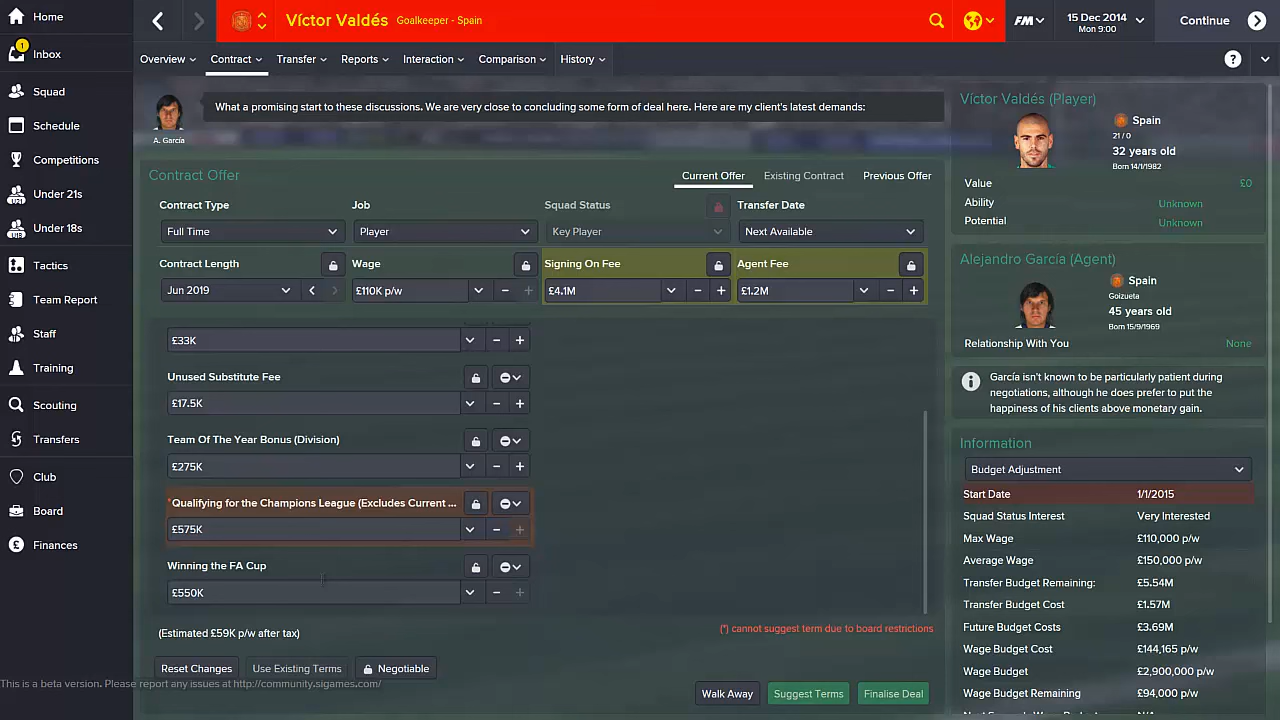 Home
Víctor Valdés
Goalkeeper - Spain
FM
15 Dec 2014
Mon 9:00
Continue
1
Inbox
Overview
Contract
Transfer
Reports
Interaction
Comparison
History
?
Squad
Schedule
Competitions
Under 21s
Under 18s
Tactics
Team Report
Staff
Training
Scouting
Transfers
Club
Board
Finances
What a promising start to these discussions. We are very close to concluding some form of deal here. Here are my client's latest demands:
A. García
Contract Offer
Current Offer
Existing Contract
Previous Offer
Contract Type
Job
Squad Status
Transfer Date
Full Time
Player
Key Player
Next Available
Contract Length
Wage
Signing On Fee
Agent Fee
Jun 2019
£110K p/w
£4.1M
£1.2M
£33K
Unused Substitute Fee
£17.5K
Team Of The Year Bonus (Division)
£275K
*Qualifying for the Champions League (Excludes Current ...
£575K
Winning the FA Cup
£550K
(Estimated £59K p/w after tax)
(*) cannot suggest term due to board restrictions
Reset Changes
Use Existing Terms
Negotiable
This is a beta version. Please report any issues at http://community.sigames.com/
Walk Away
Suggest Terms
Finalise Deal
Víctor Valdés (Player)
Spain
21 / 0
32 years old
Born 14/1/1982
Value £0
Ability Unknown
Potential Unknown
Alejandro García (Agent)
Spain
Goizueta
45 years old
Born 15/9/1969
Relationship With You None
García isn't known to be particularly patient during
negotiations, although he does prefer to put the
happiness of his clients above monetary gain.
Information
Budget Adjustment
Start Date 1/1/2015
Squad Status Interest Very Interested
Max Wage £110,000 p/w
Average Wage £150,000 p/w
Transfer Budget Remaining: £5.54M
Transfer Budget Cost £1.57M
Future Budget Costs £3.69M
Wage Budget Cost £144,165 p/w
Wage Budget £2,900,000 p/w
Wage Budget Remaining £94,000 p/w